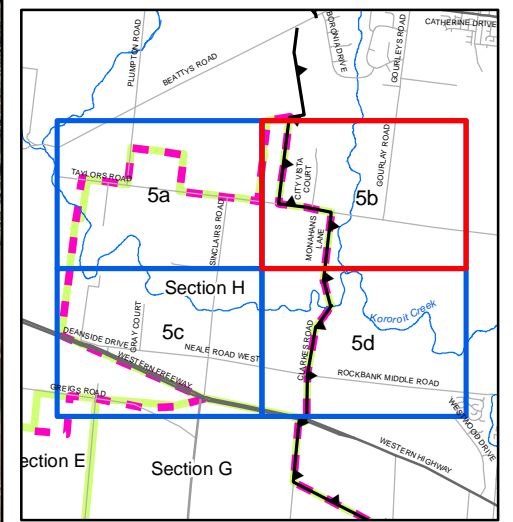 CATHERINE DRIVE
PLUMPTON ROAD
BORONIA DRIVE
GOURLEYS ROAD
BEATTYS ROAD
TAYLORS ROAD
5a
SINCLAIRS ROAD
CITY VISTA
COURT
GOURLAY ROAD
5b
MONAHANS
LANE
Section H
Kororoit Creek
5c
GRAY COURT
DEANSIDE DRIVE
WESTERN FREEWAY
NEALE ROAD WEST
CLARKES ROAD
5d
ROCKBANK MIDDLE ROAD
GREIGS ROAD
WESTWOOD DRIVE
WESTERN HIGHWAY
ection E
Section G